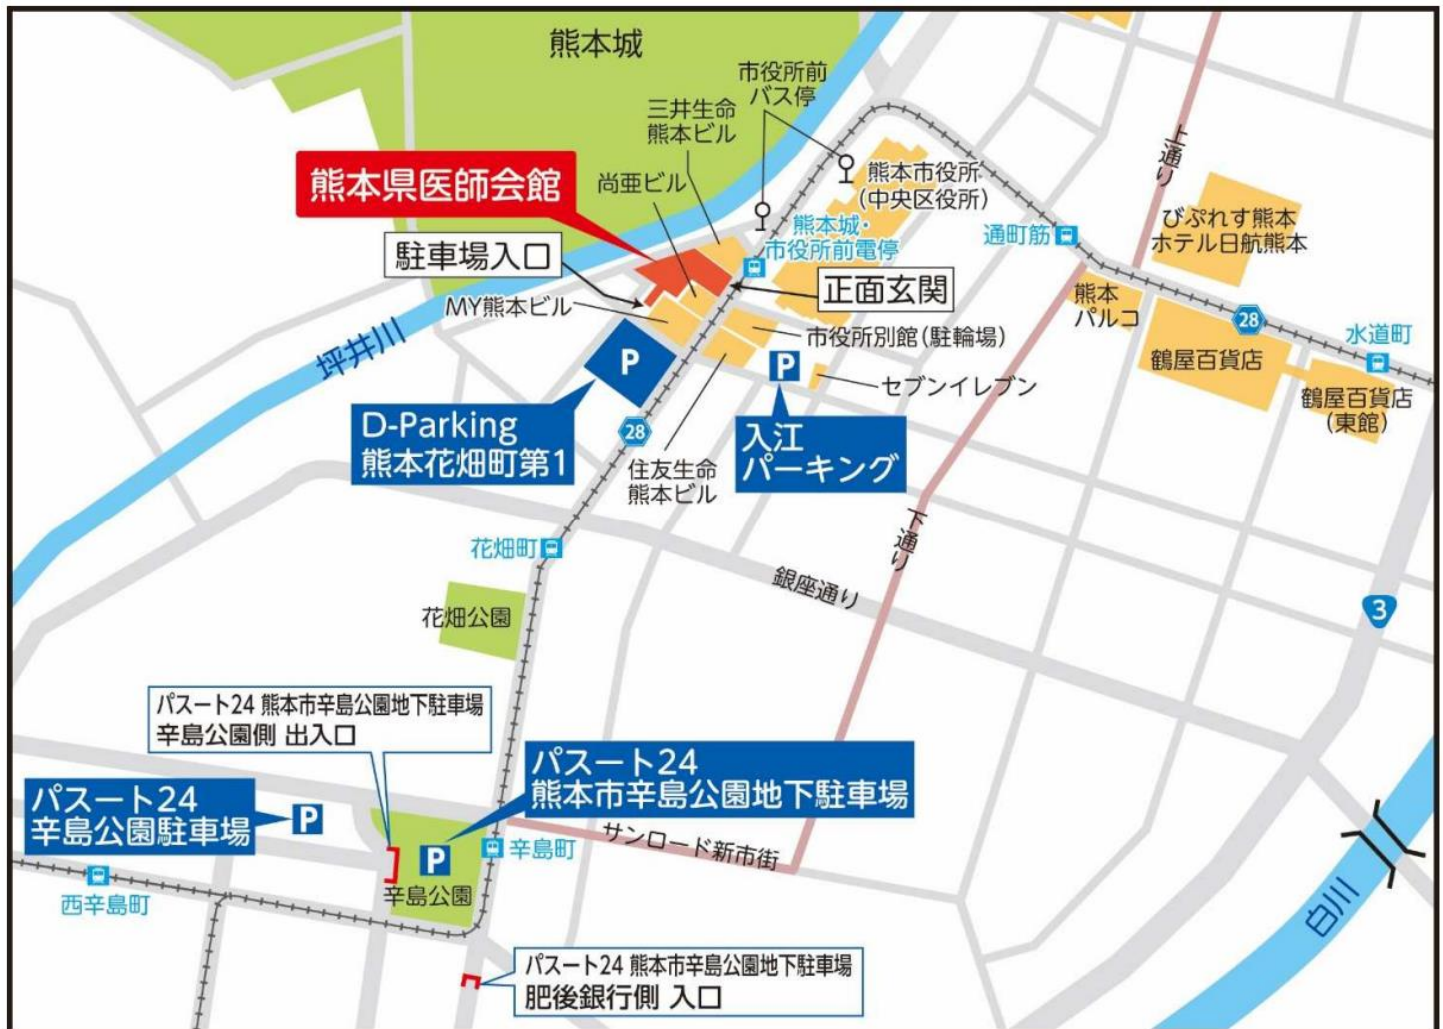 熊本城
市役所前
バス停
三井生命
熊本ビル
熊本県医師会館
尚亜ビル
熊本市役所
(中央区役所)
上通り
びぷれす熊本
ホテル日航熊本
熊本城・
市役所前電停
通町筋
駐車場入口
正面玄関
MY熊本ビル
熊本
パルコ
28
水道町
市役所別館(駐輪場)
鶴屋百貨店
坪井川
P
P
セブンイレブン
鶴屋百貨店
(東館)
D-Parking
熊本花畑町第1
28
入江
パーキング
住友生命
熊本ビル
下通り
花畑町
銀座通り
花畑公園
3
パスート24 熊本市辛島公園地下駐車場
辛島公園側 出入口
パスート24
熊本市辛島公園地下駐車場
パスート24
辛島公園駐車場
P
P
辛島町
サンロード新市街
辛島公園
西辛島町
白川
パスート24 熊本市辛島公園地下駐車場
肥後銀行側 入口